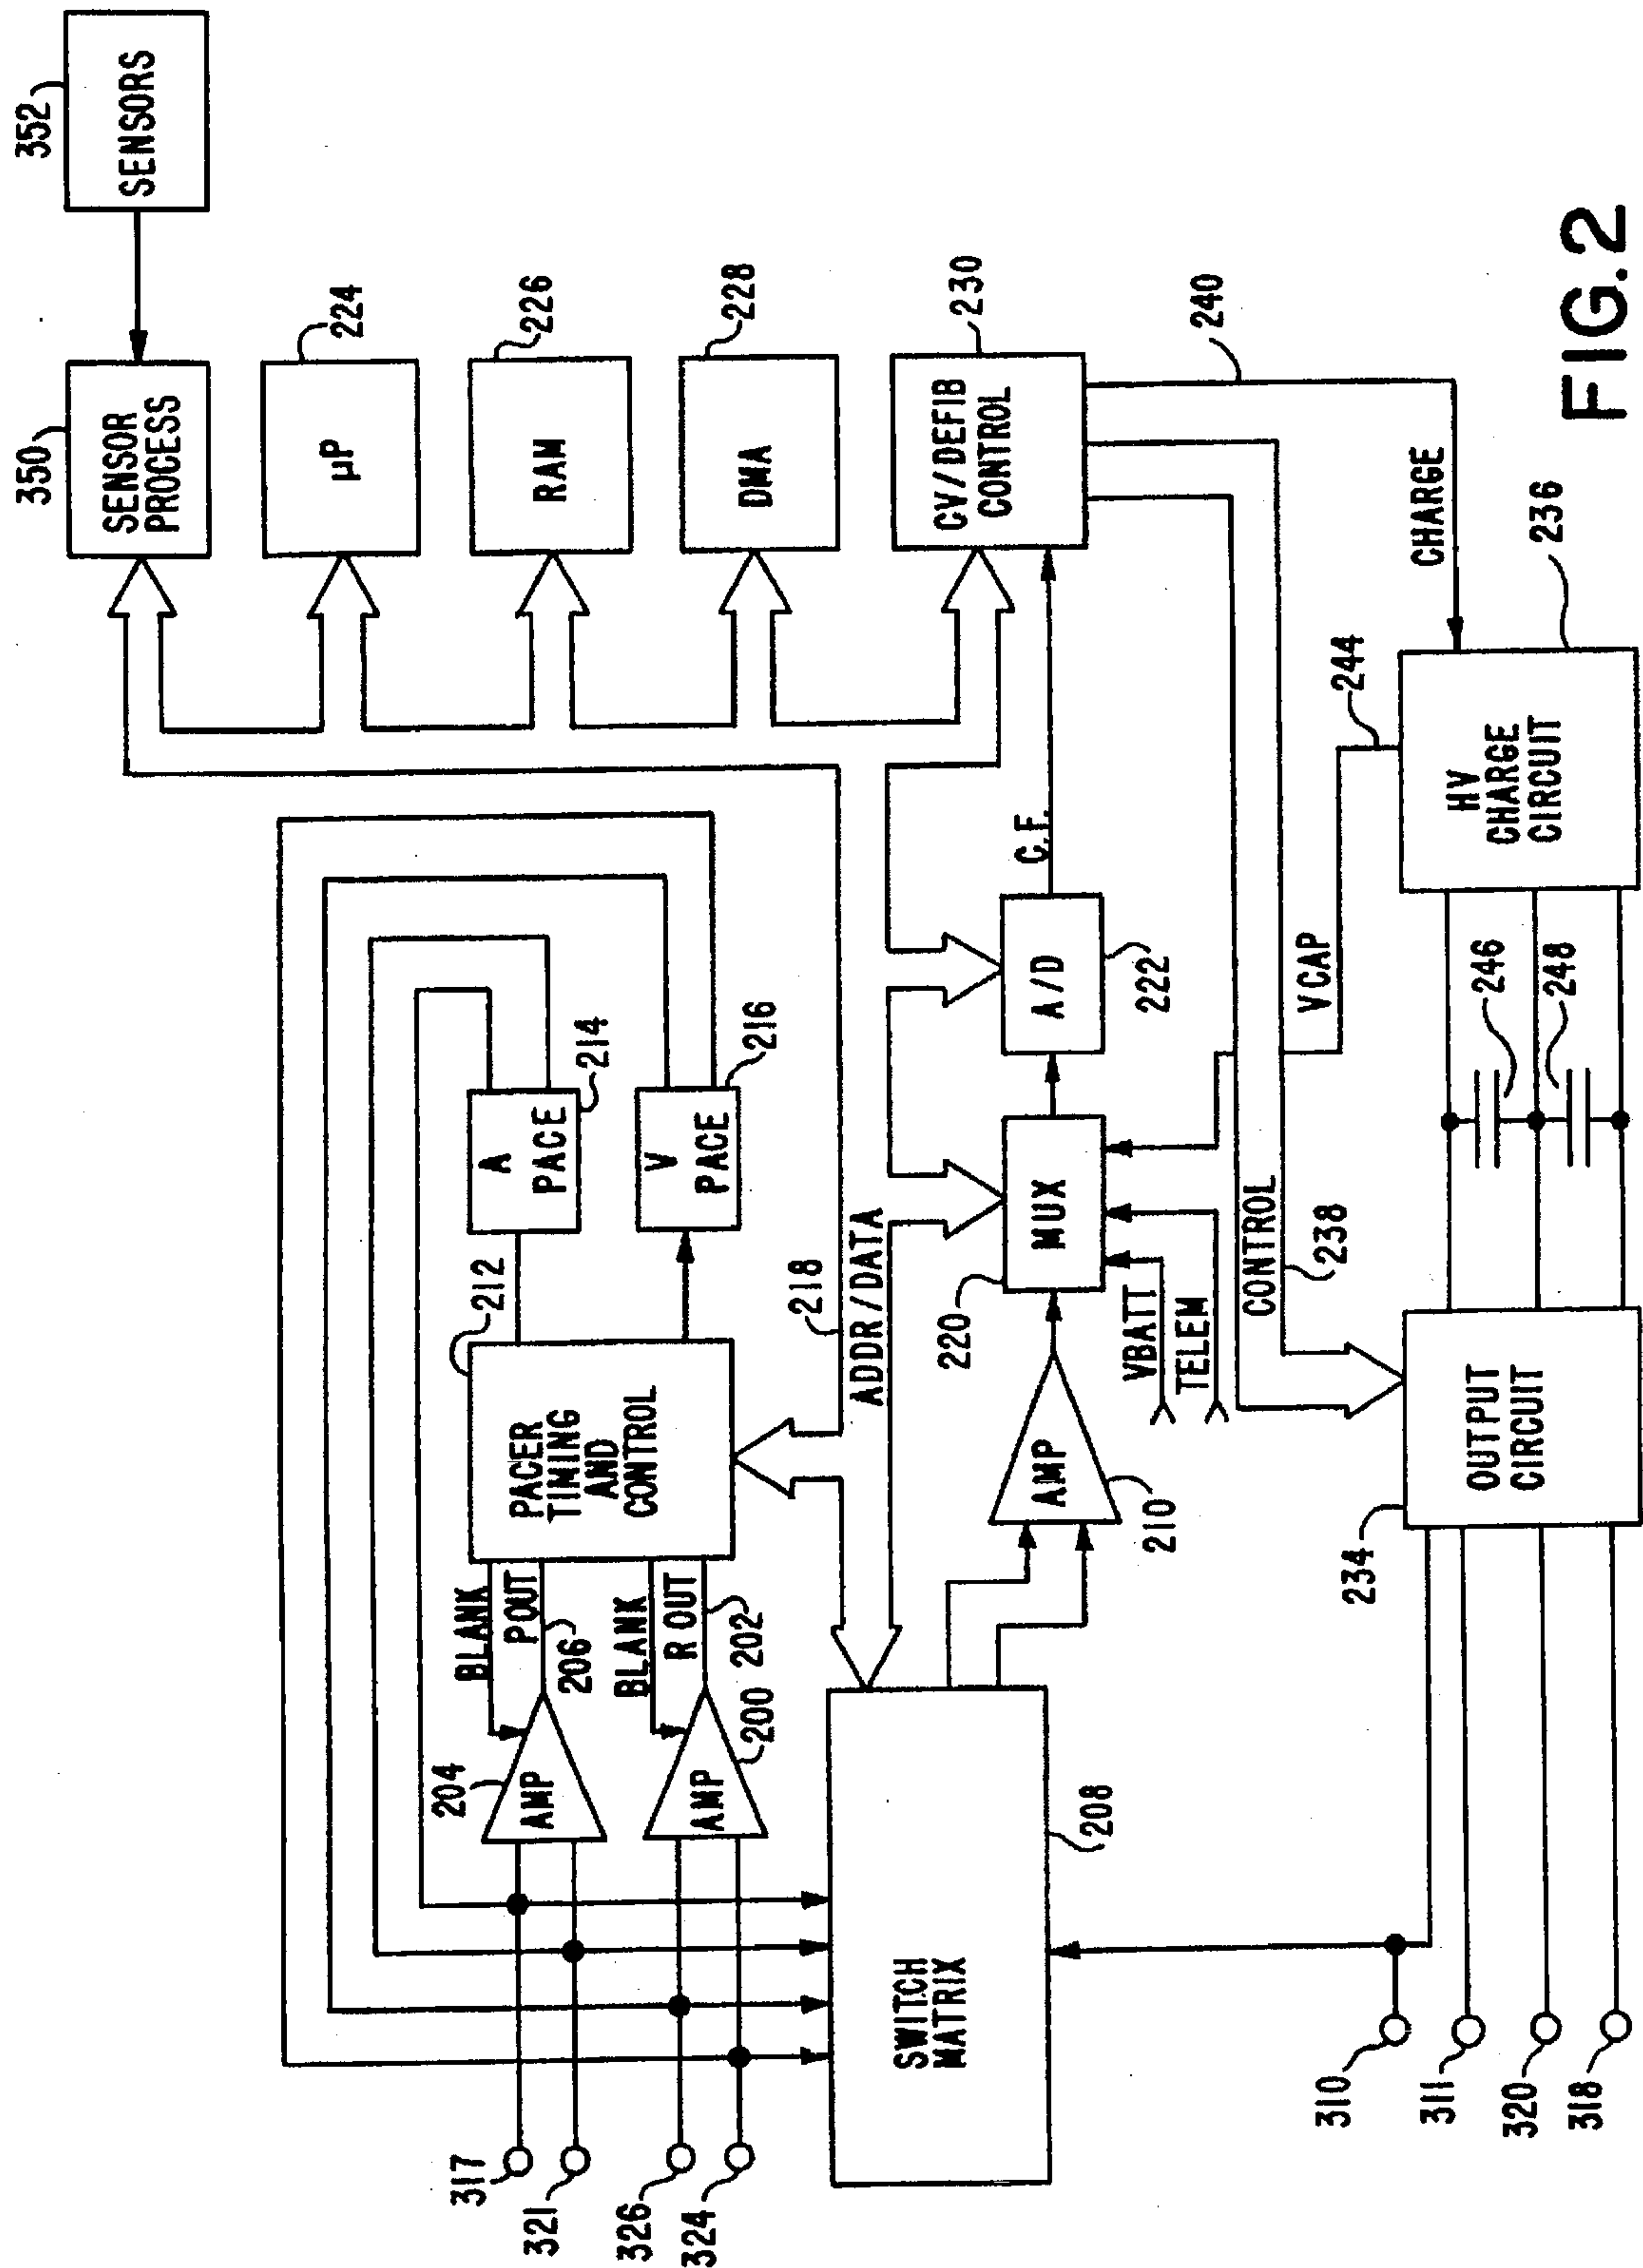 352
SENSORS
350
SENSOR
PROCESS
224
μP
226
RAM
228
DMA
230
CV/DEFIB
CONTROL
240
CHARGE
236
244
HV
CHARGE
CIRCUIT
VCAP
246
248
C.F.
A/D
222
MUX
220
VBATT
TELEM
CONTROL
238
ADDR/DATA
218
A
PACE
214
V
PACE
216
212
PACER
TIMING
AND
CONTROL
BLANK
POUT
206
BLANK
R OUT
202
204
AMP
AMP
200
AMP
210
OUTPUT
CIRCUIT
234
SWITCH
MATRIX
208
317
321
326
324
310
311
320
318
FIG.2